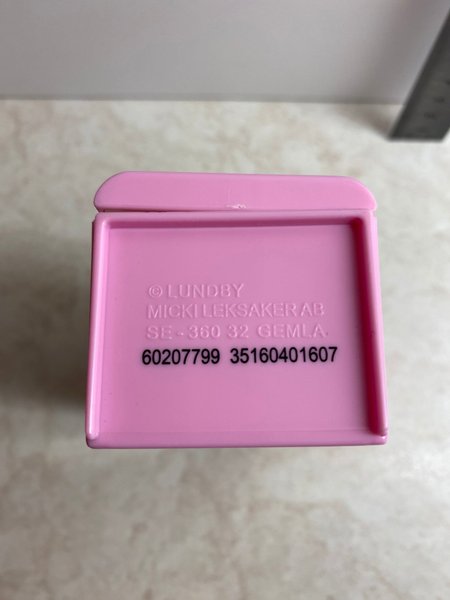 © LUNDBY
MICKI LEKSAKER AB
SE - 360 32 GEMLA.
60207799 35160401607